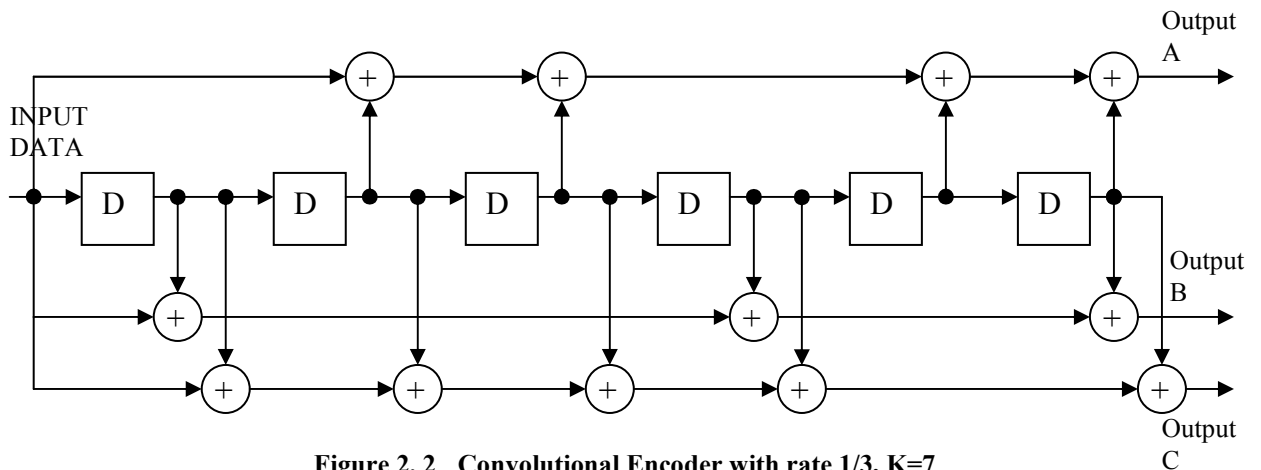 Output
A
+ + + +
INPUT
DATA
D D D D D D
Output
B
+ + +
+ + + + +
Output
C
Figure 2. 2 Convolutional Encoder with rate 1/3, K=7